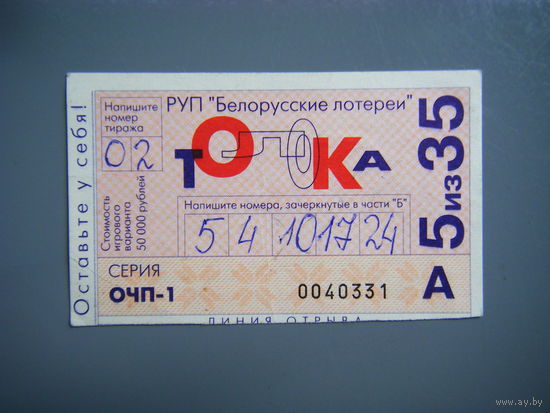 Оставьте у себя!
Напишите
номер
тиража
02
Стоимость
игрового
варианта
50 000 рублей
РУП "Белорусские лотереи"
ТОЧКА
Напишите номера, зачеркнутые в части "Б"
5 4 10 17 24
5 из 35
СЕРИЯ
ОЧП-1
0040331
А
ЛИНИЯ ОТРЫВА
www.ay.by